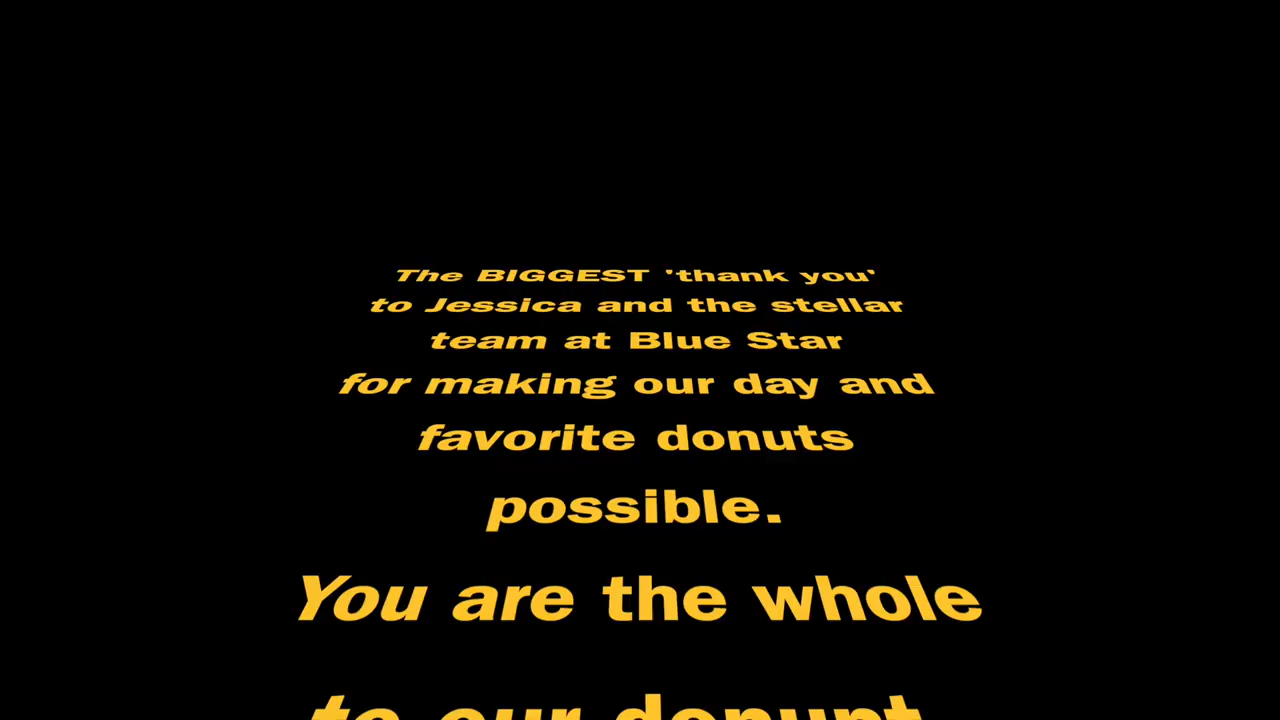 The BIGGEST 'thank you'
to Jessica and the stellar
team at Blue Star
for making our day and
favorite donuts
possible.
You are the whole
to our donunt.